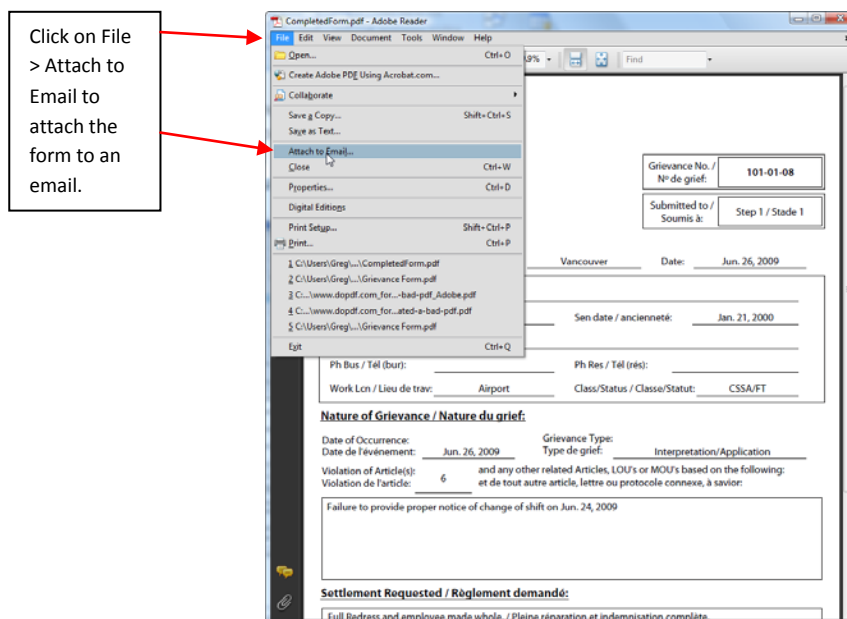 Click on File
> Attach to
Email to
attach the
form to an
email.
CompletedForm.pdf - Adobe Reader
File Edit View Document Tools Window Help
Open... Ctrl+O
Create Adobe PDF Using Acrobat.com...
Collaborate
Save a Copy... Shift+Ctrl+S
Save as Text...
Attach to Email...
Close Ctrl+W
Properties... Ctrl+D
Digital Editions
Print Setup... Shift+Ctrl+P
Print... Ctrl+P
1 C:\Users\Greg\...\CompletedForm.pdf
2 C:\Users\Greg\...\Grievance Form.pdf
3 C:...\www.dopdf.com_for...-bad-pdf_Adobe.pdf
4 C:...\www.dopdf.com_for...ated-a-bad-pdf.pdf
5 C:\Users\Greg\...\Grievance Form.pdf
Exit Ctrl+Q
Find
Grievance No. / 101-01-08
Nº de grief:
Submitted to / Step 1 / Stade 1
Soumis à:
Vancouver Date: Jun. 26, 2009
Sen date / ancienneté: Jan. 21, 2000
Ph Bus / Tél (bur): Ph Res / Tél (rés):
Work Lcn / Lieu de trav: Airport Class/Status / Classe/Statut: CSSA/FT
Nature of Grievance / Nature du grief:
Date of Occurrence: Grievance Type:
Date de l'événement: Jun. 26, 2009 Type de grief: Interpretation/Application
Violation of Article(s): 6 and any other related Articles, LOU's or MOU's based on the following:
Violation de l'article: et de tout autre article, lettre ou protocole connexe, à savior:
Failure to provide proper notice of change of shift on Jun. 24, 2009
Settlement Requested / Règlement demandé:
Full Redress and employee made whole. / Pleine réparation et indemnisation complète.